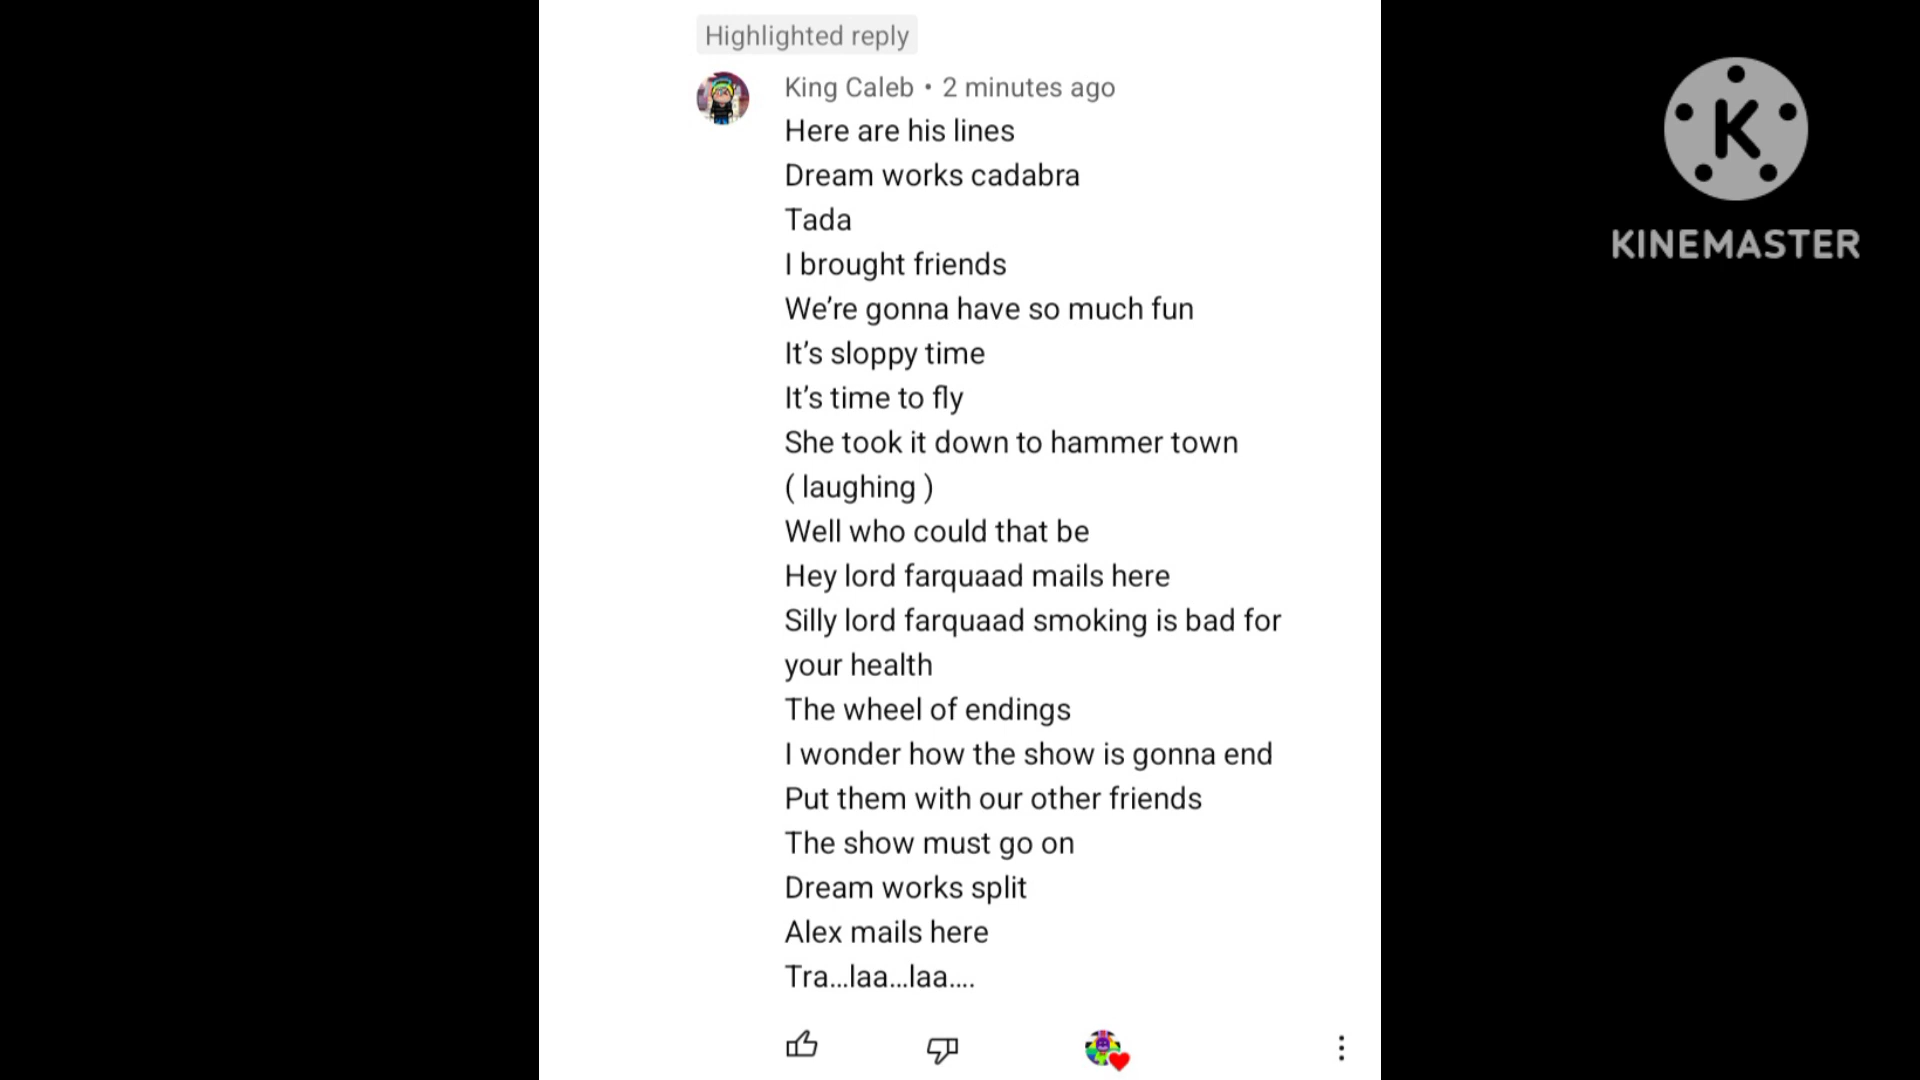 Highlighted reply
King Caleb • 2 minutes ago
Here are his lines
Dream works cadabra
Tada
I brought friends
We're gonna have so much fun
It's sloppy time
It's time to fly
She took it down to hammer town
( laughing )
Well who could that be
Hey lord farquaad mails here
Silly lord farquaad smoking is bad for
your health
The wheel of endings
I wonder how the show is gonna end
Put them with our other friends
The show must go on
Dream works split
Alex mails here
Tra...laa...laa....
K
KINEMASTER